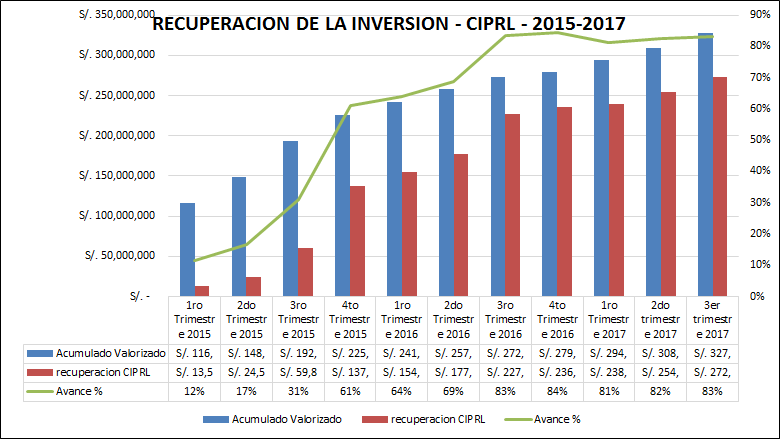 RECUPERACION DE LA INVERSION - CIPRL - 2015-2017
S/. 350,000,000
S/. 300,000,000
S/. 250,000,000
S/. 200,000,000
S/. 150,000,000
S/. 100,000,000
S/. 50,000,000
S/. -
90%
80%
70%
60%
50%
40%
30%
20%
10%
0%
1ro Trimestr e 2015
2do Trimestr e 2015
3ro Trimestr e 2015
4to Trimestr e 2015
1ro Trimestr e 2016
2do Trimestr e 2016
3ro Trimestr e 2016
4to Trimestr e 2016
1ro Trimestr e 2017
2do trimestr e 2017
3er trimestr e 2017
Acumulado Valorizado S/. 116, S/. 148, S/. 192, S/. 225, S/. 241, S/. 257, S/. 272, S/. 279, S/. 294, S/. 308, S/. 327,
recuperacion CIPRL S/. 13,5 S/. 24,5 S/. 59,8 S/. 137, S/. 154, S/. 177, S/. 227, S/. 236, S/. 238, S/. 254, S/. 272,
Avance % 12% 17% 31% 61% 64% 69% 83% 84% 81% 82% 83%
Acumulado Valorizado recuperacion CIPRL Avance %